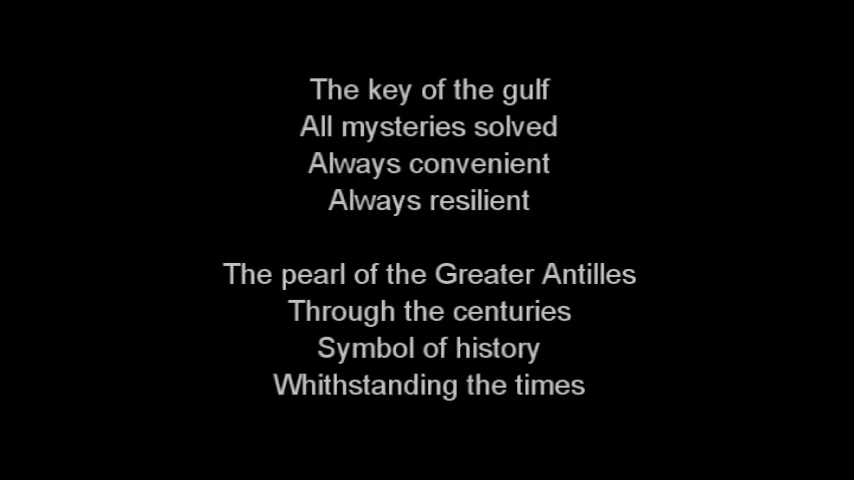 The key of the gulf
All mysteries solved
Always convenient
Always resilient
The pearl of the Greater Antilles
Through the centuries
Symbol of history
Whithstanding the times